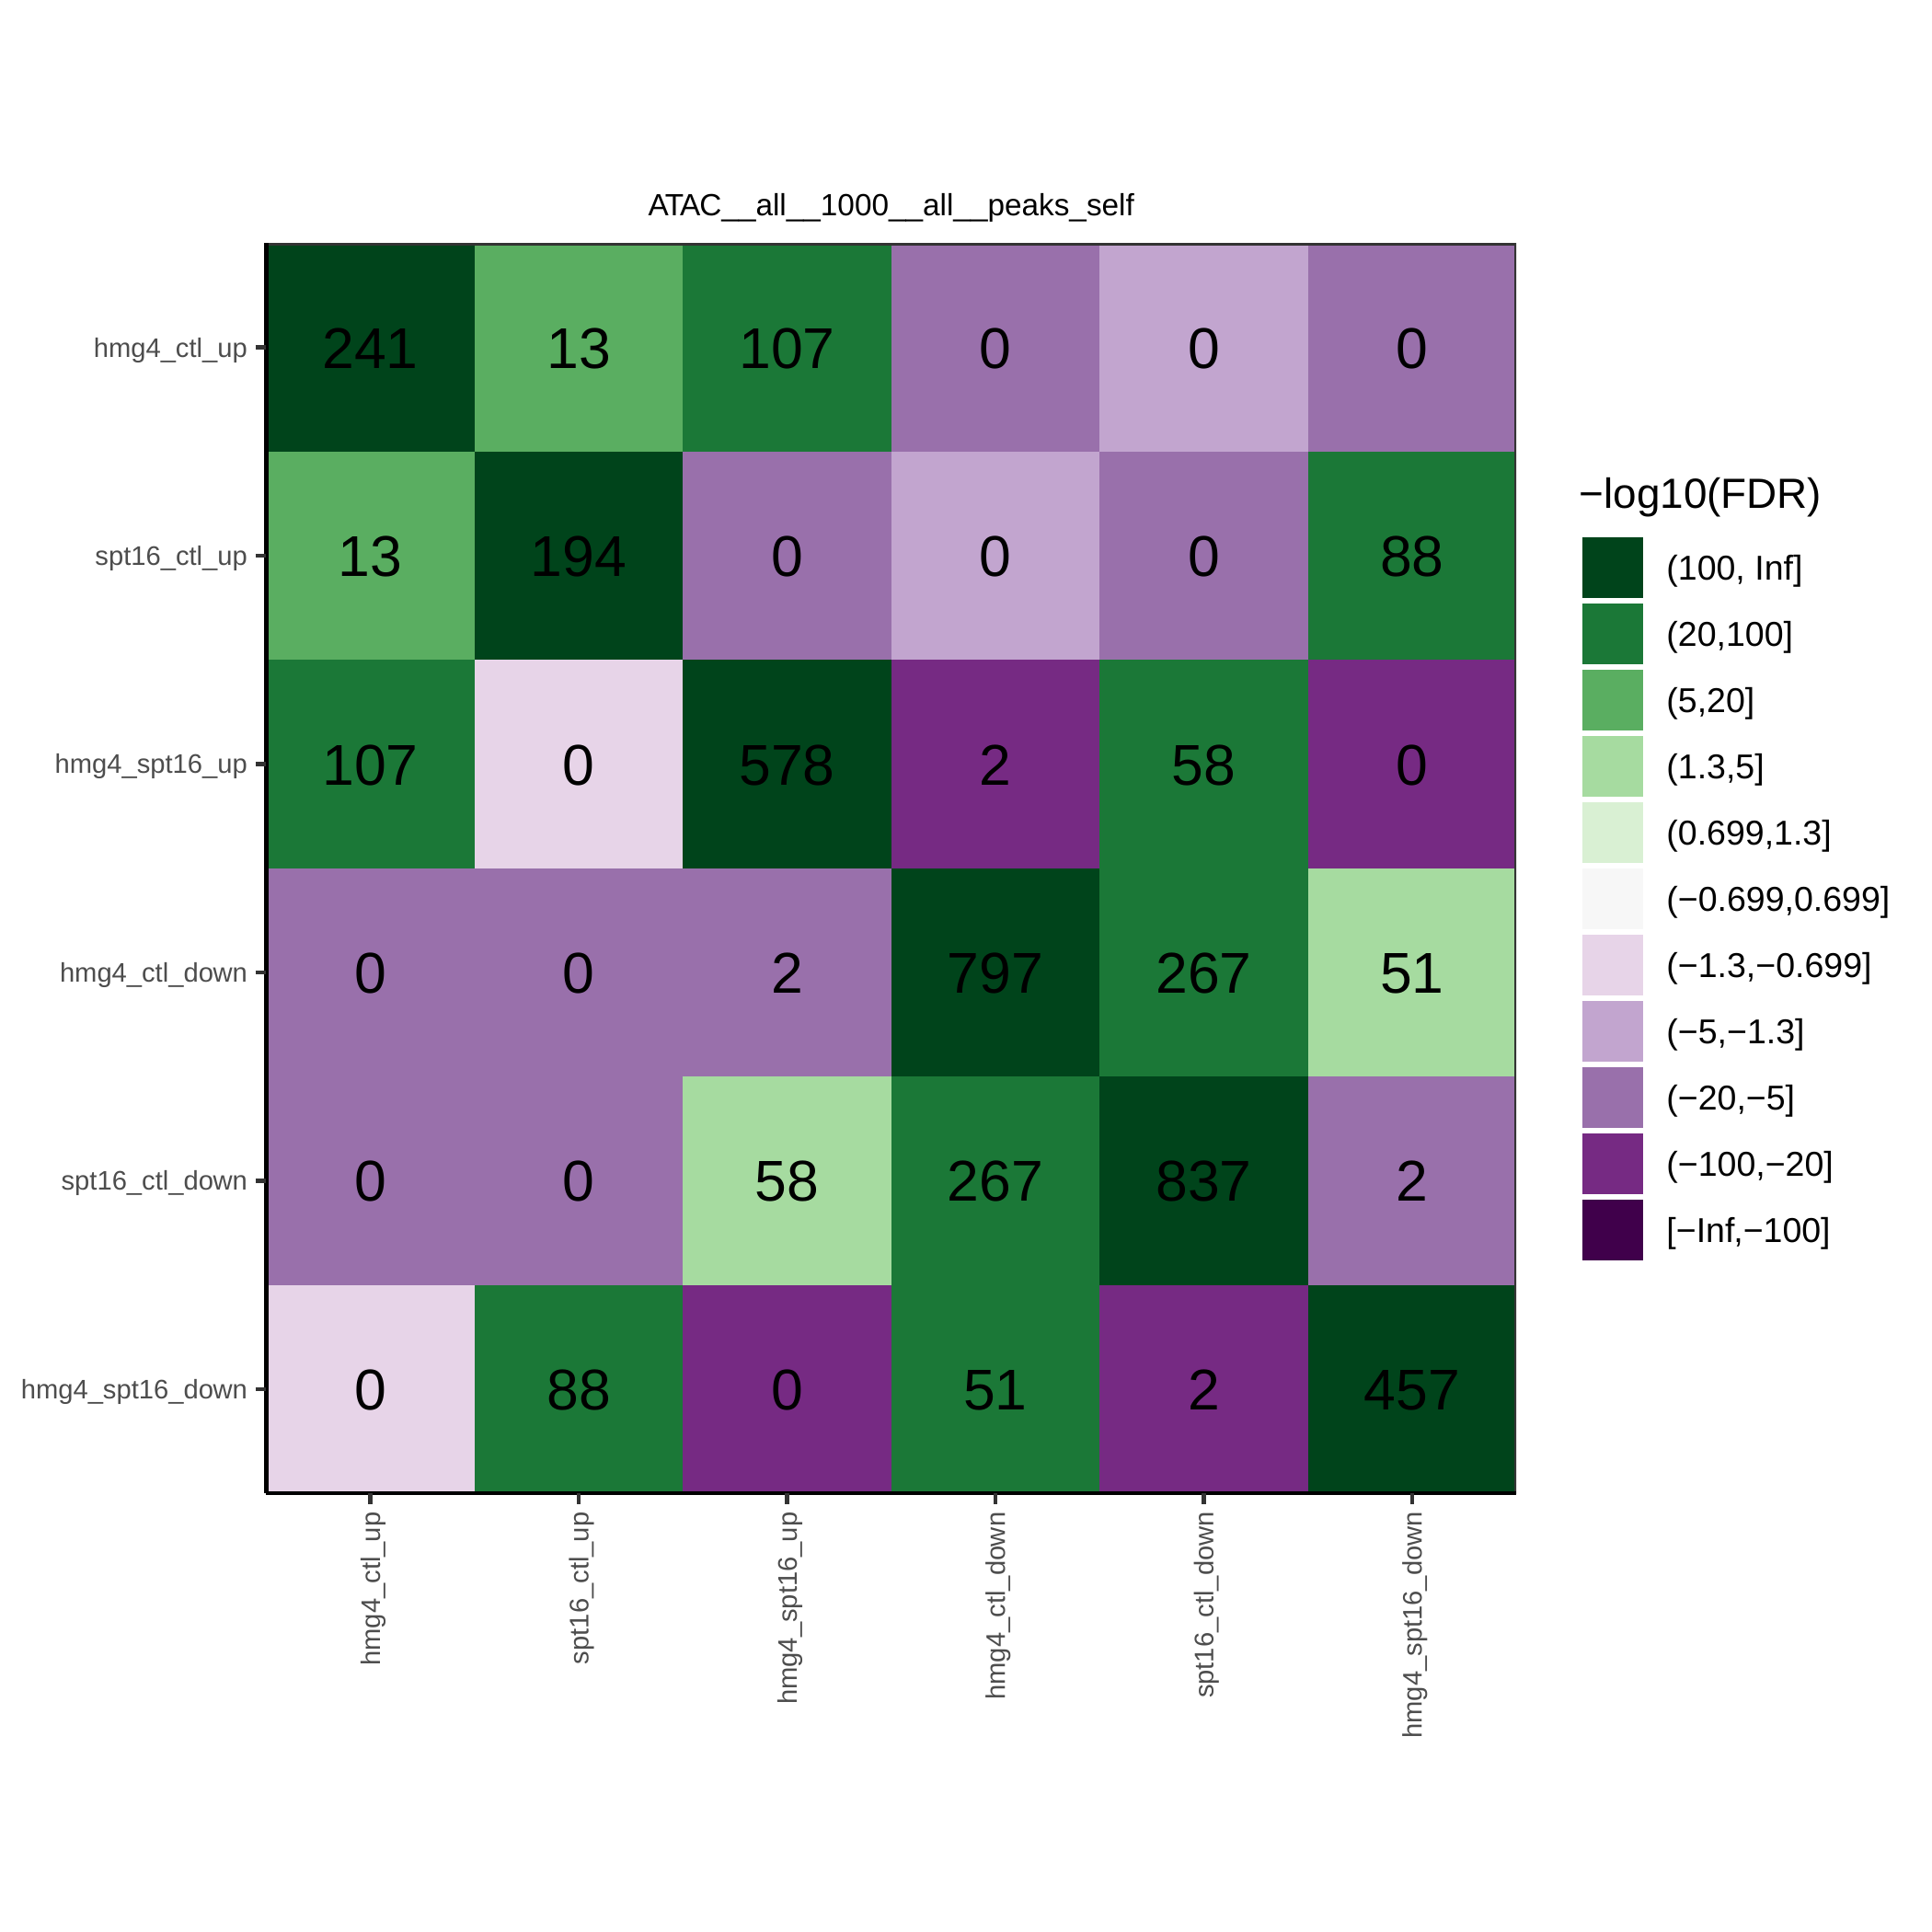 ATAC__all__1000__all__peaks_self
hmg4_ctl_up 241 13 107 0 0 0
spt16_ctl_up 13 194 0 0 0 88
hmg4_spt16_up 107 0 578 2 58 0
hmg4_ctl_down 0 0 2 797 267 51
spt16_ctl_down 0 0 58 267 837 2
hmg4_spt16_down 0 88 0 51 2 457
hmg4_ctl_up
spt16_ctl_up
hmg4_spt16_up
hmg4_ctl_down
spt16_ctl_down
hmg4_spt16_down
−log10(FDR)
(100, Inf]
(20,100]
(5,20]
(1.3,5]
(0.699,1.3]
(−0.699,0.699]
(−1.3,−0.699]
(−5,−1.3]
(−20,−5]
(−100,−20]
[−Inf,−100]